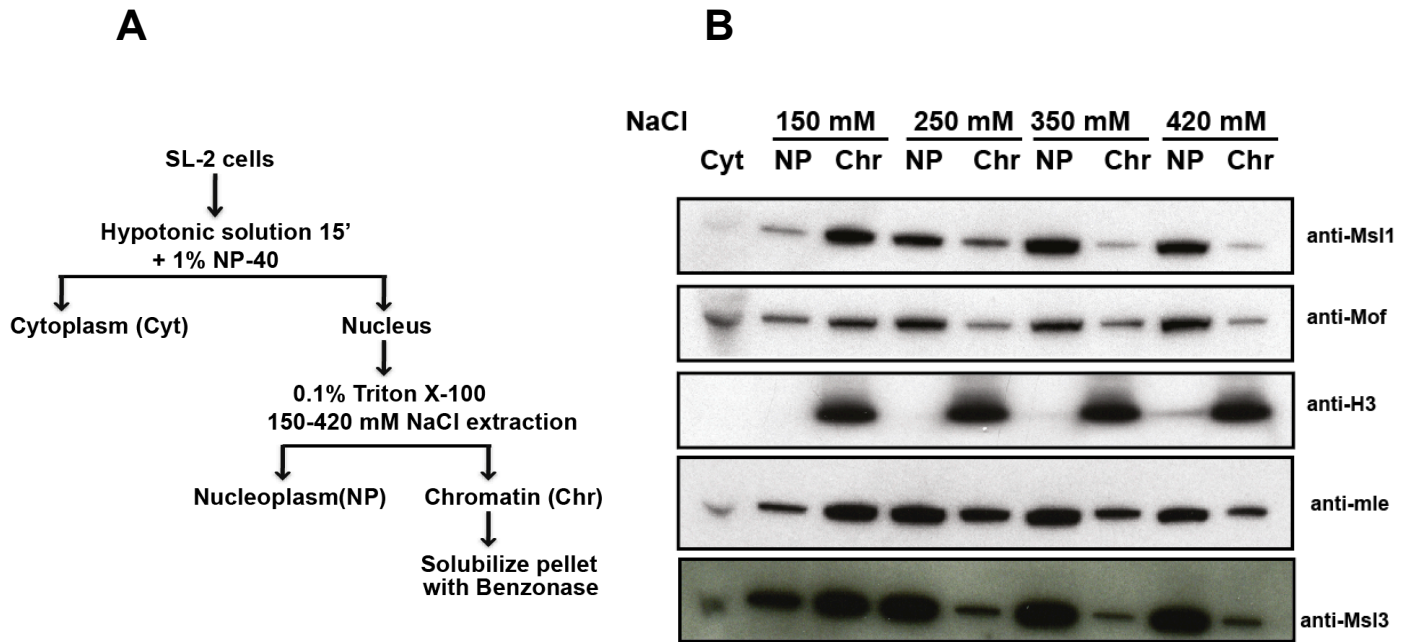 A
SL-2 cells
Hypotonic solution 15’
+ 1% NP-40
Cytoplasm (Cyt)
Nucleus
0.1% Triton X-100
150-420 mM NaCl extraction
Nucleoplasm(NP)
Chromatin (Chr)
Solubilize pellet
with Benzonase
B
NaCl 150 mM 250 mM 350 mM 420 mM
Cyt NP Chr NP Chr NP Chr NP Chr
anti-Msl1
anti-Mof
anti-H3
anti-mle
anti-Msl3